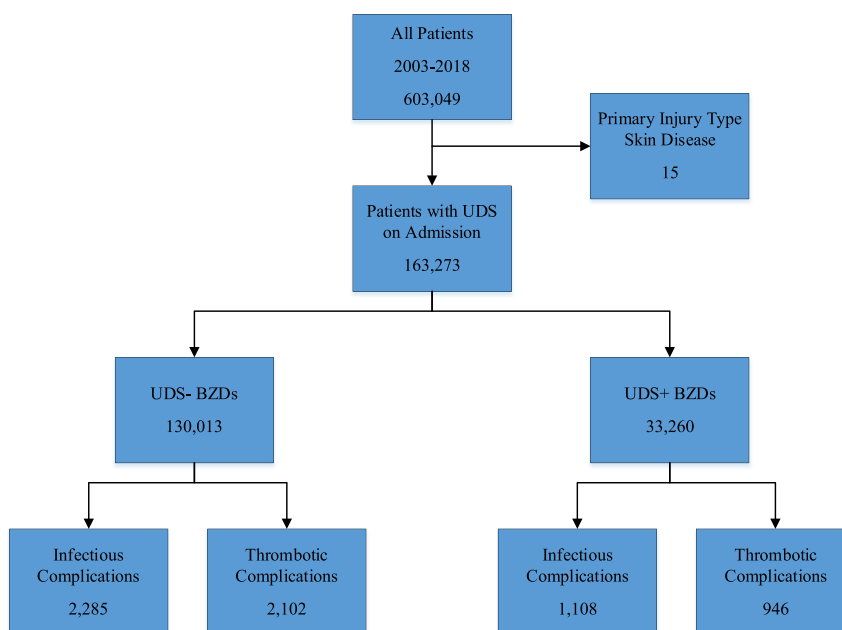 All Patients
2003-2018
603,049
Primary Injury Type
Skin Disease
15
Patients with UDS
on Admission
163,273
UDS- BZDs
130,013
UDS+ BZDs
33,260
Infectious
Complications
2,285
Thrombotic
Complications
2,102
Infectious
Complications
1,108
Thrombotic
Complications
946